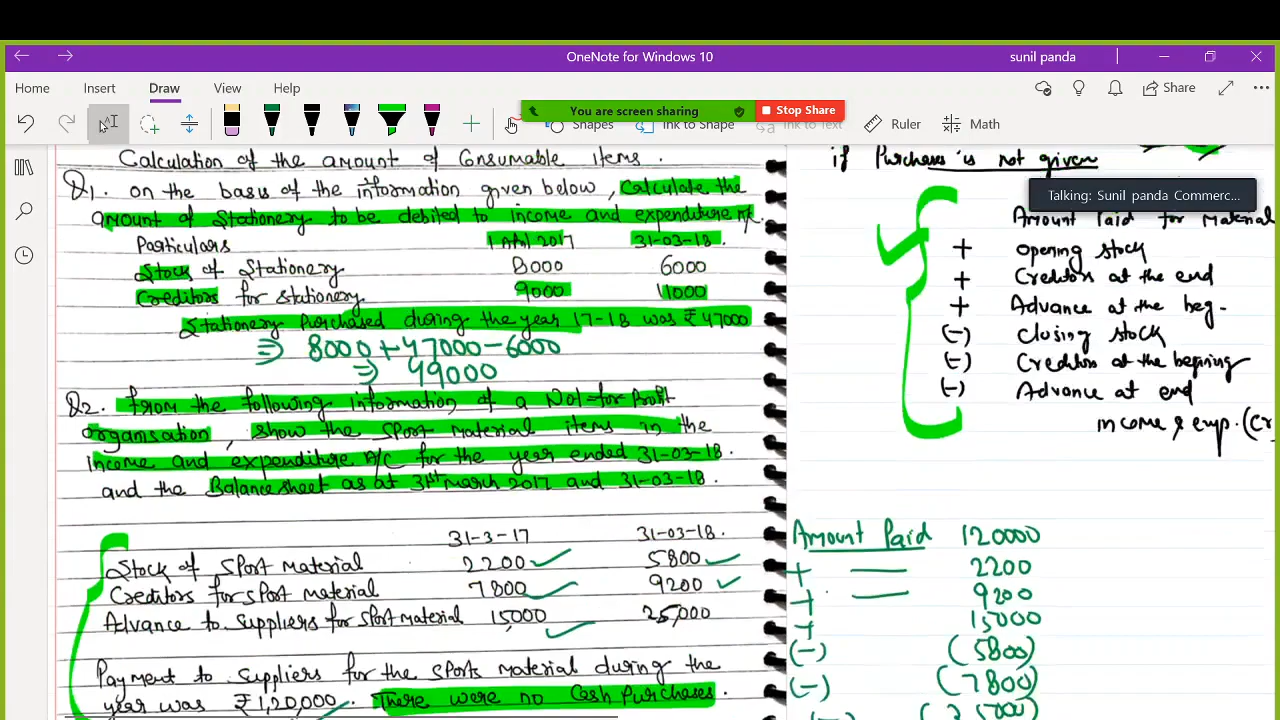 OneNote for Windows 10
sunil panda
Home Insert Draw View Help
Share
You are screen sharing
Stop Share
Shapes Ink to Shape Ink to Text Ruler Math
Talking: Sunil panda Commerc...
Calculation of the amount of Consumable items.
Q1. on the basis of the information given below, Calculate the
amount of Stationery to be debited to income and expenditure A/c.
Particulars 1 April 2017 31-03-18.
Stock of Stationery 8000 6000
Creditors for Stationery 9000 11000
Stationery Purchased during the year 17-18 was ₹47000
⇒ 8000 + 47000 - 6000
⇒ 49000
Q2. From the following information of a Not-for-Profit
organsation, show the Sport Material items in the
income and expenditure A/C for the year ended 31-03-18.
and the Balance sheet as at 31st march 2017 and 31-03-18.
31-3-17 31-03-18.
Stock of Sport Material 2200 5800
Creditors for Sport Material 7800 9200
Advance to Suppliers for Sport Material 15,000 25,000
Payment to Suppliers for the Sports Material during the
year was ₹1,20,000. There were no Cash Purchases.
if Purchases is not given
Amount Paid for Material
+ opening stock
+ Creditors at the end
+ Advance at the beg-
(-) Closing stock
(-) Creditors at the begining
(-) Advance at end
income & exp. (Cr
Amount Paid 120000
+ 2200
+ 9200
+ 15000
(-) (5800)
(-) (7800)
(-) (25000)